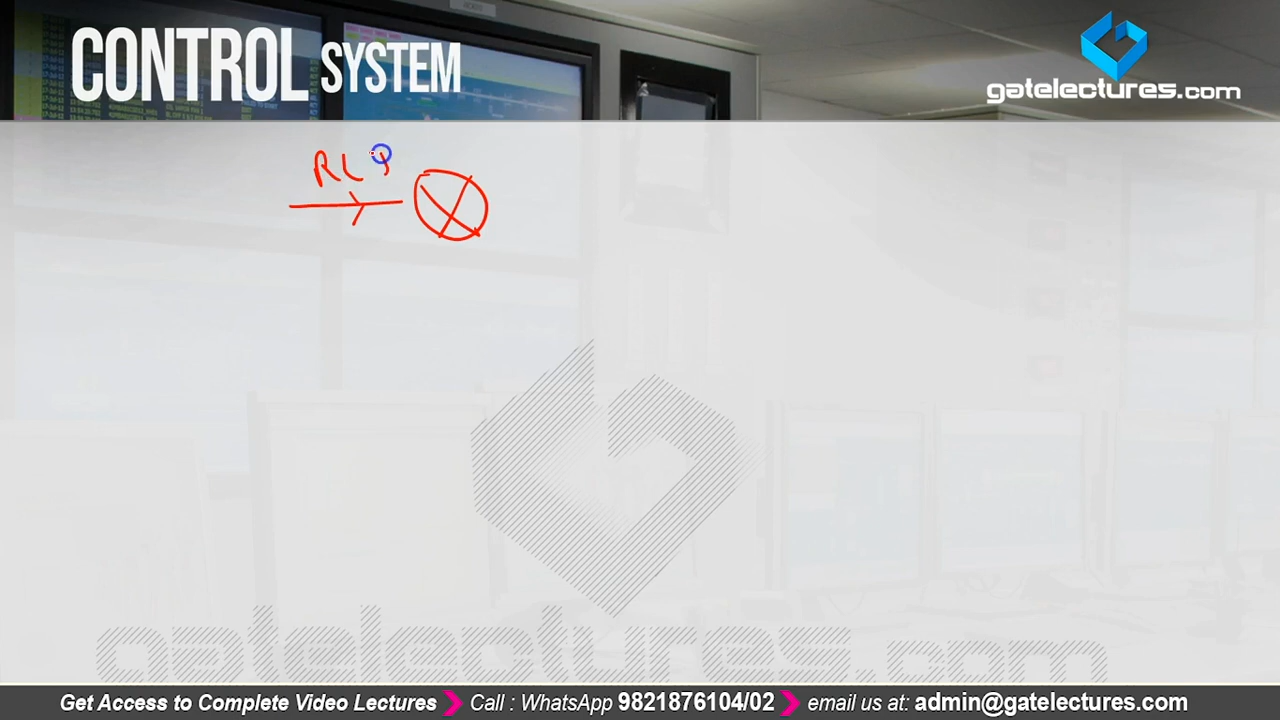 CONTROL SYSTEM
gatelectures.com
gatelectures.com
Get Access to Complete Video Lectures Call : WhatsApp 9821876104/02 email us at: admin@gatelectures.com